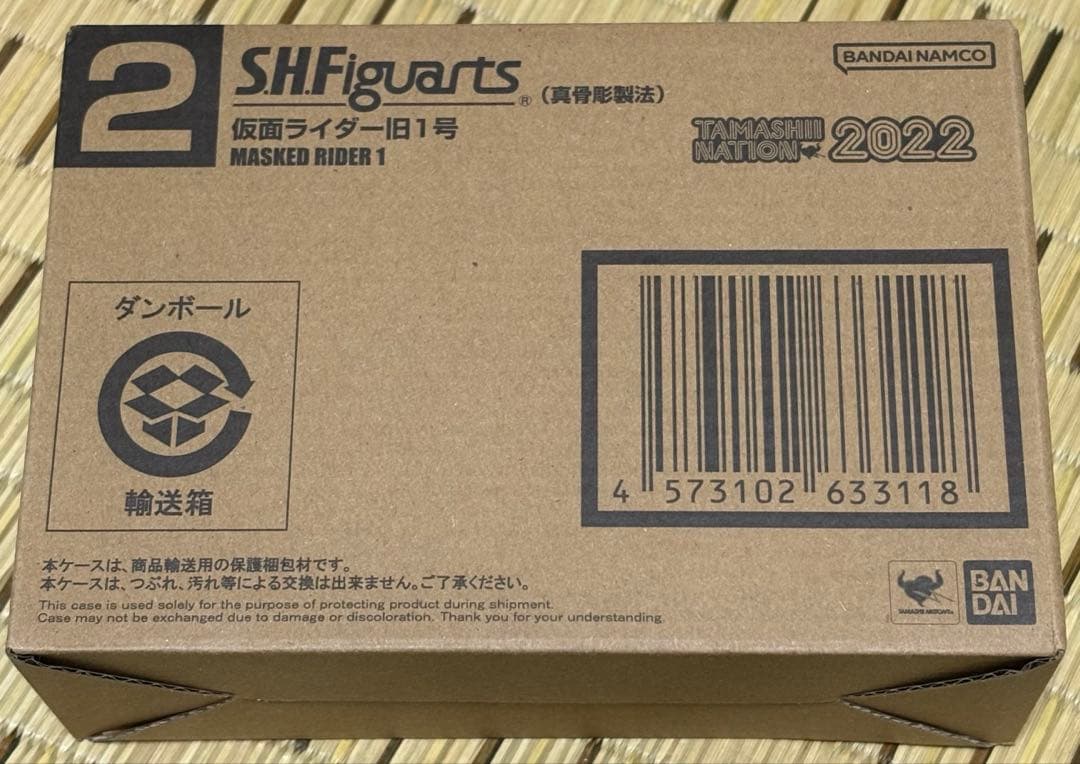 2
S.H.Figuarts® (真骨彫製法)
仮面ライダー旧1号
MASKED RIDER 1
BANDAI NAMCO
TAMASHII NATION 2022
ダンボール
輸送箱
4 573102 633118
本ケースは、商品輸送用の保護梱包材です。
本ケースは、つぶれ、汚れ等による交換は出来ません。ご了承ください。
This case is used solely for the purpose of protecting product during shipment.
Case may not be exchanged due to damage or discoloration. Thank you for your understanding.
TAMASHII NATIONS
BAN
DAI